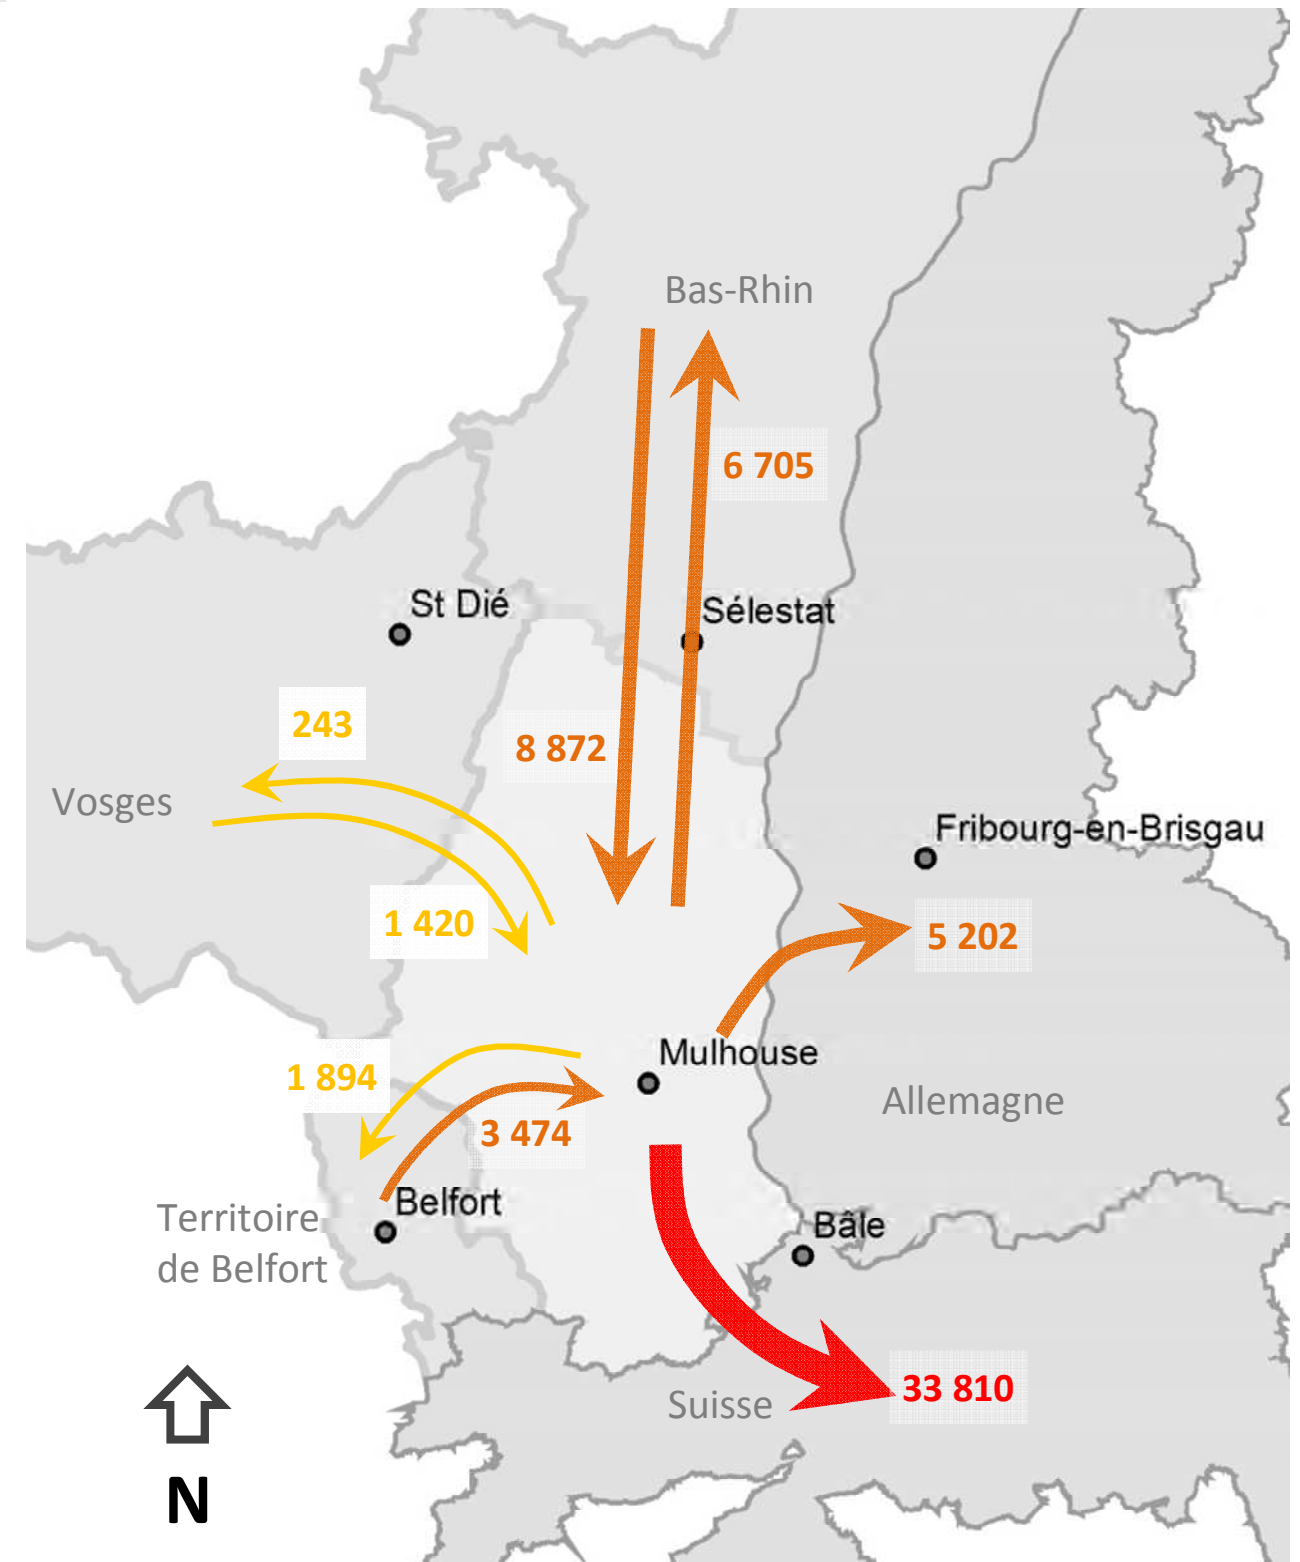 Bas-Rhin
6 705
St Dié
Sélestat
243
8 872
Vosges
Fribourg-en-Brisgau
1 420
5 202
Mulhouse
1 894
Allemagne
3 474
Belfort
Territoire
de Belfort
Bâle
33 810
Suisse
N